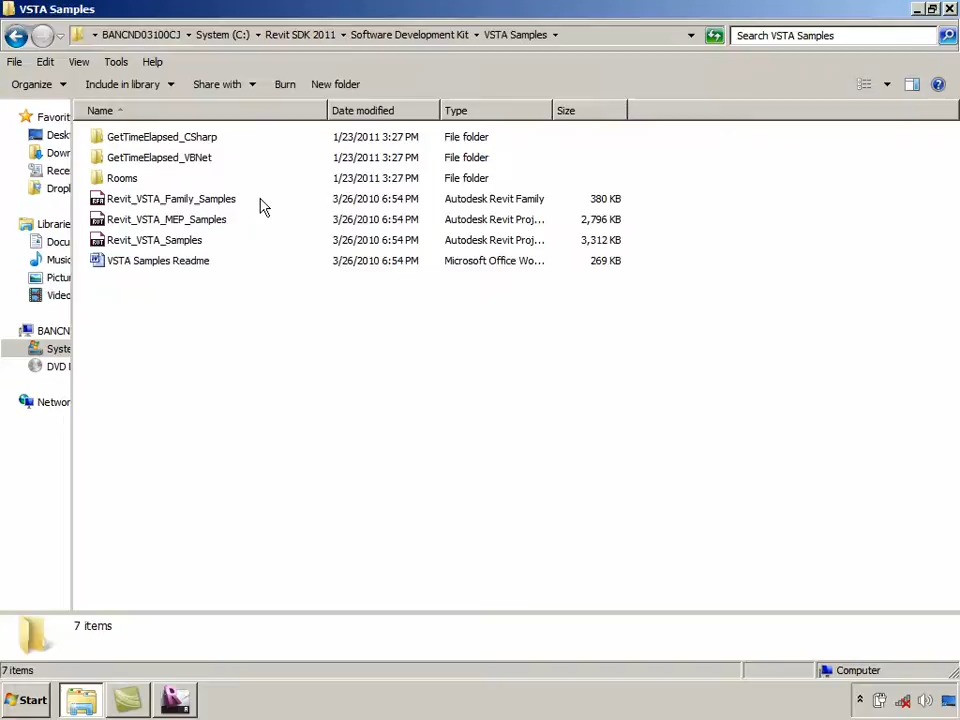 VSTA Samples
BANCND03100CJ System (C:) Revit SDK 2011 Software Development Kit VSTA Samples Search VSTA Samples
File Edit View Tools Help
Organize Include in library Share with Burn New folder
Name Date modified Type Size
Favorit
Desk
Down
Rece
Dropl
Librarie
Docu
Music
Pictu
Video
BANCN
Syste
DVD
Networ
GetTimeElapsed_CSharp 1/23/2011 3:27 PM File folder
GetTimeElapsed_VBNet 1/23/2011 3:27 PM File folder
Rooms 1/23/2011 3:27 PM File folder
Revit_VSTA_Family_Samples 3/26/2010 6:54 PM Autodesk Revit Family 380 KB
Revit_VSTA_MEP_Samples 3/26/2010 6:54 PM Autodesk Revit Proj... 2,796 KB
Revit_VSTA_Samples 3/26/2010 6:54 PM Autodesk Revit Proj... 3,312 KB
VSTA Samples Readme 3/26/2010 6:54 PM Microsoft Office Wo... 269 KB
7 items
7 items Computer
Start